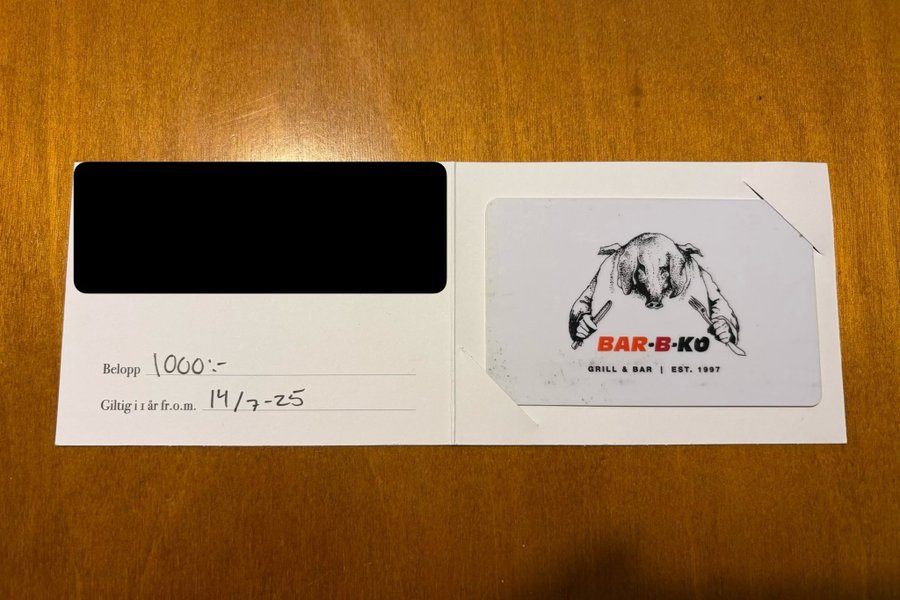 Belopp 1000:-
Giltig i 1 år fr.o.m. 14/7-25
BAR-B-KO
GRILL & BAR | EST. 1997